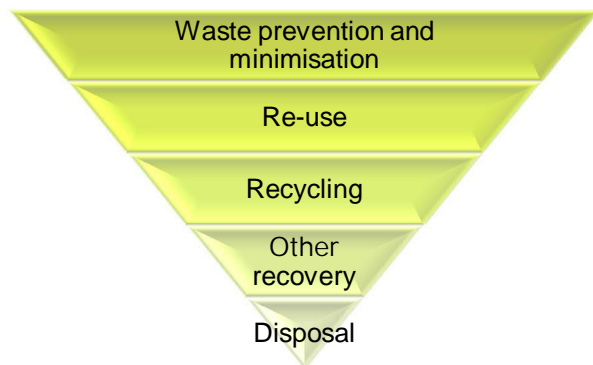 Waste prevention and
minimisation
Re-use
Recycling
Other
recovery
Disposal